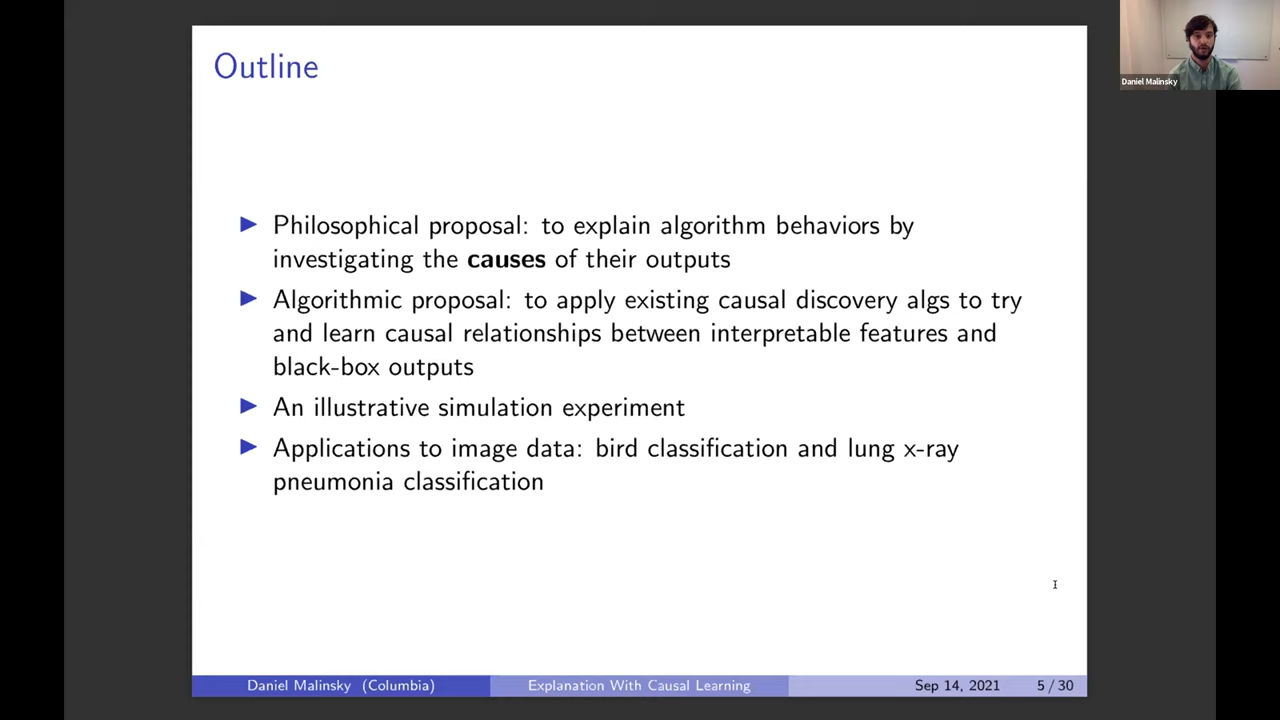 Outline
Daniel Malinsky
▶ Philosophical proposal: to explain algorithm behaviors by
investigating the causes of their outputs
▶ Algorithmic proposal: to apply existing causal discovery algs to try
and learn causal relationships between interpretable features and
black-box outputs
▶ An illustrative simulation experiment
▶ Applications to image data: bird classification and lung x-ray
pneumonia classification
Daniel Malinsky (Columbia) Explanation With Causal Learning Sep 14, 2021 5 / 30